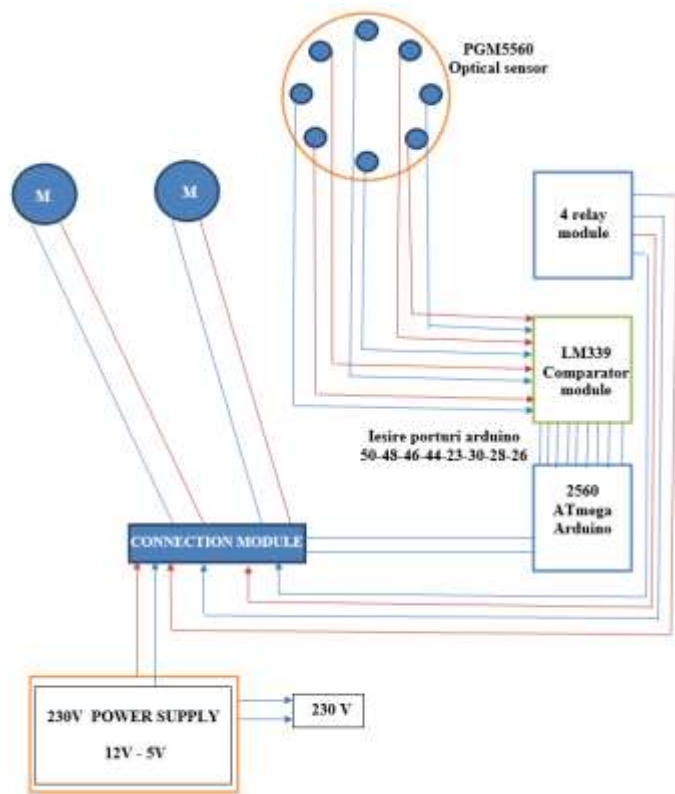 PGM5560
Optical sensor
M
M
4 relay
module
LM339
Comparator
module
Iesire porturi arduino
50-48-46-44-23-30-28-26
2560
ATmega
Arduino
CONNECTION MODULE
230V POWER SUPPLY
12V - 5V
230 V